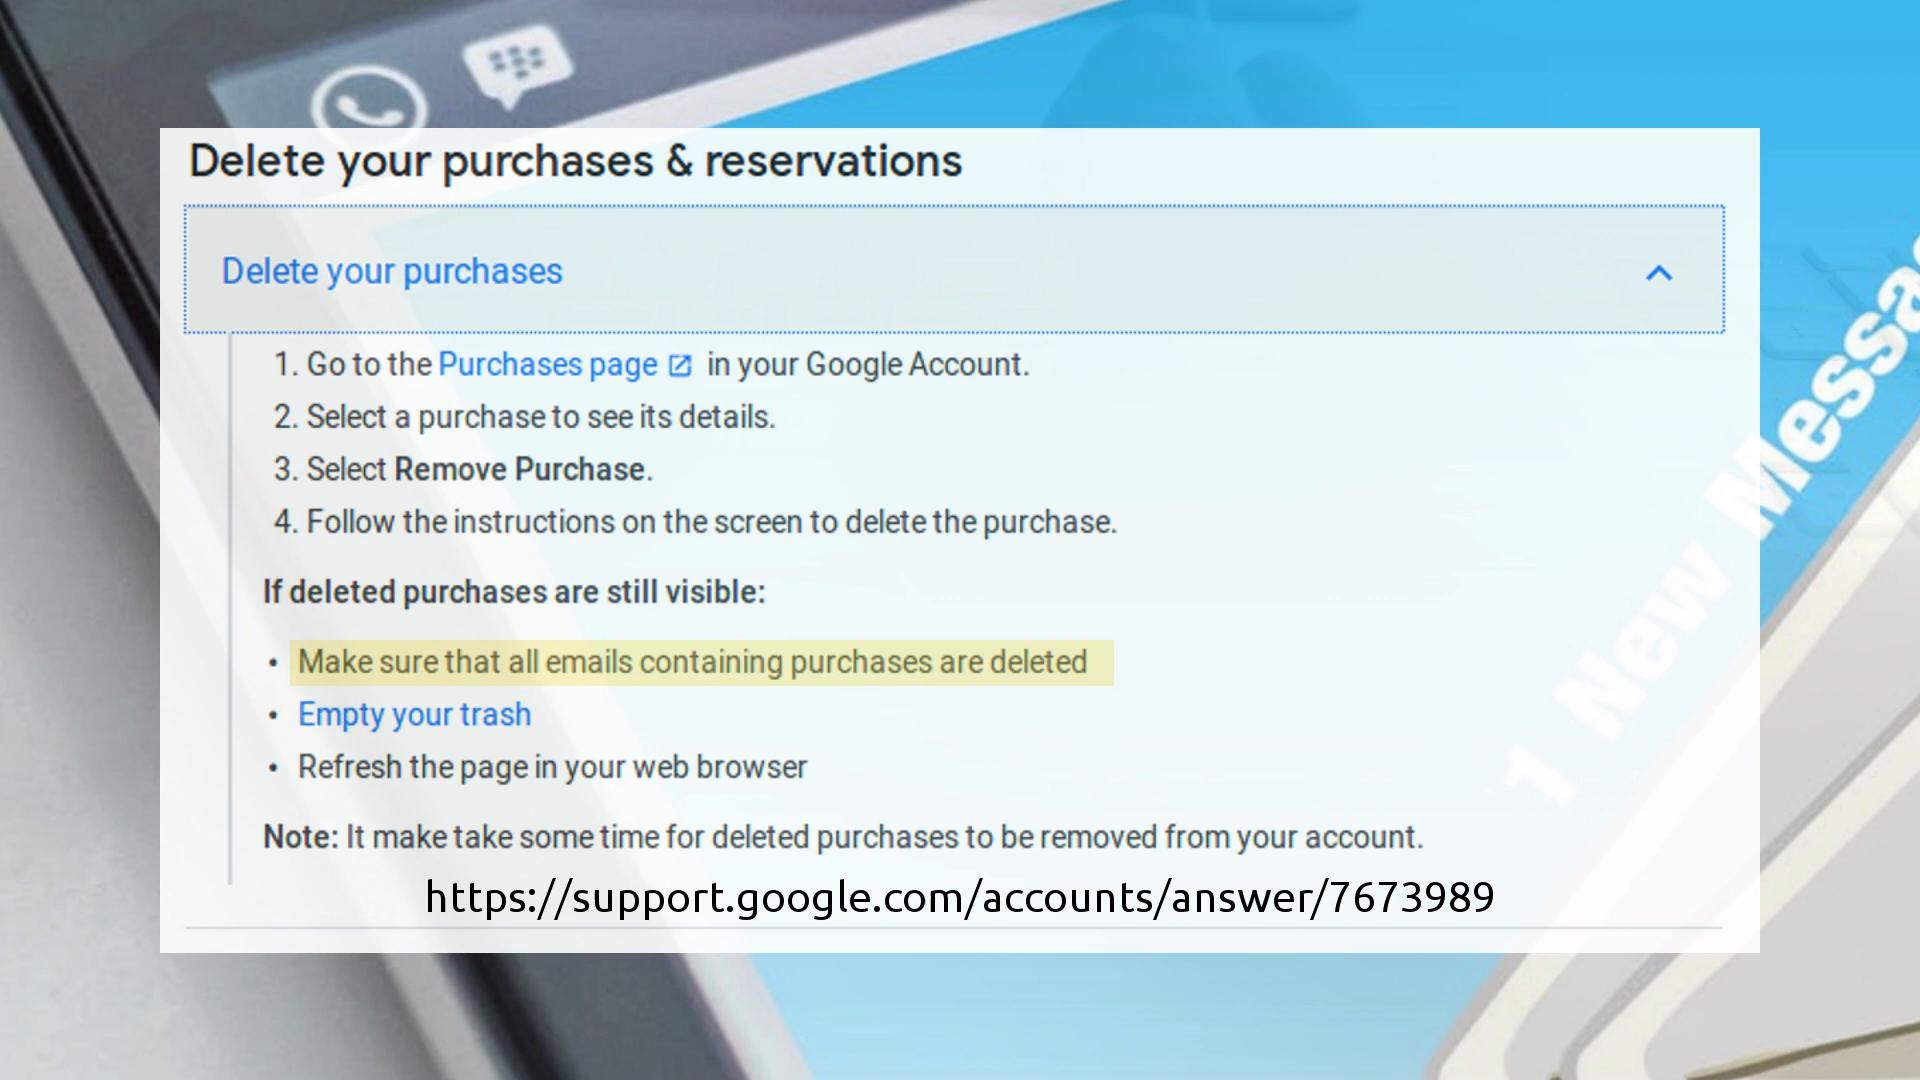 Delete your purchases & reservations
Delete your purchases
1. Go to the Purchases page in your Google Account.
2. Select a purchase to see its details.
3. Select Remove Purchase.
4. Follow the instructions on the screen to delete the purchase.
If deleted purchases are still visible:
• Make sure that all emails containing purchases are deleted
• Empty your trash
• Refresh the page in your web browser
Note: It make take some time for deleted purchases to be removed from your account.
https://support.google.com/accounts/answer/7673989
1 New Messa